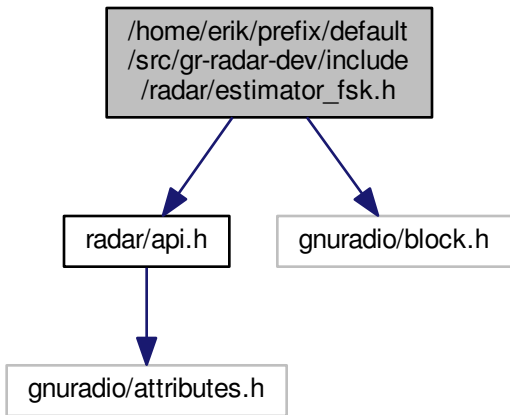 /home/erik/prefix/default
/src/gr-radar-dev/include
/radar/estimator_fsk.h
radar/api.h
gnuradio/block.h
gnuradio/attributes.h